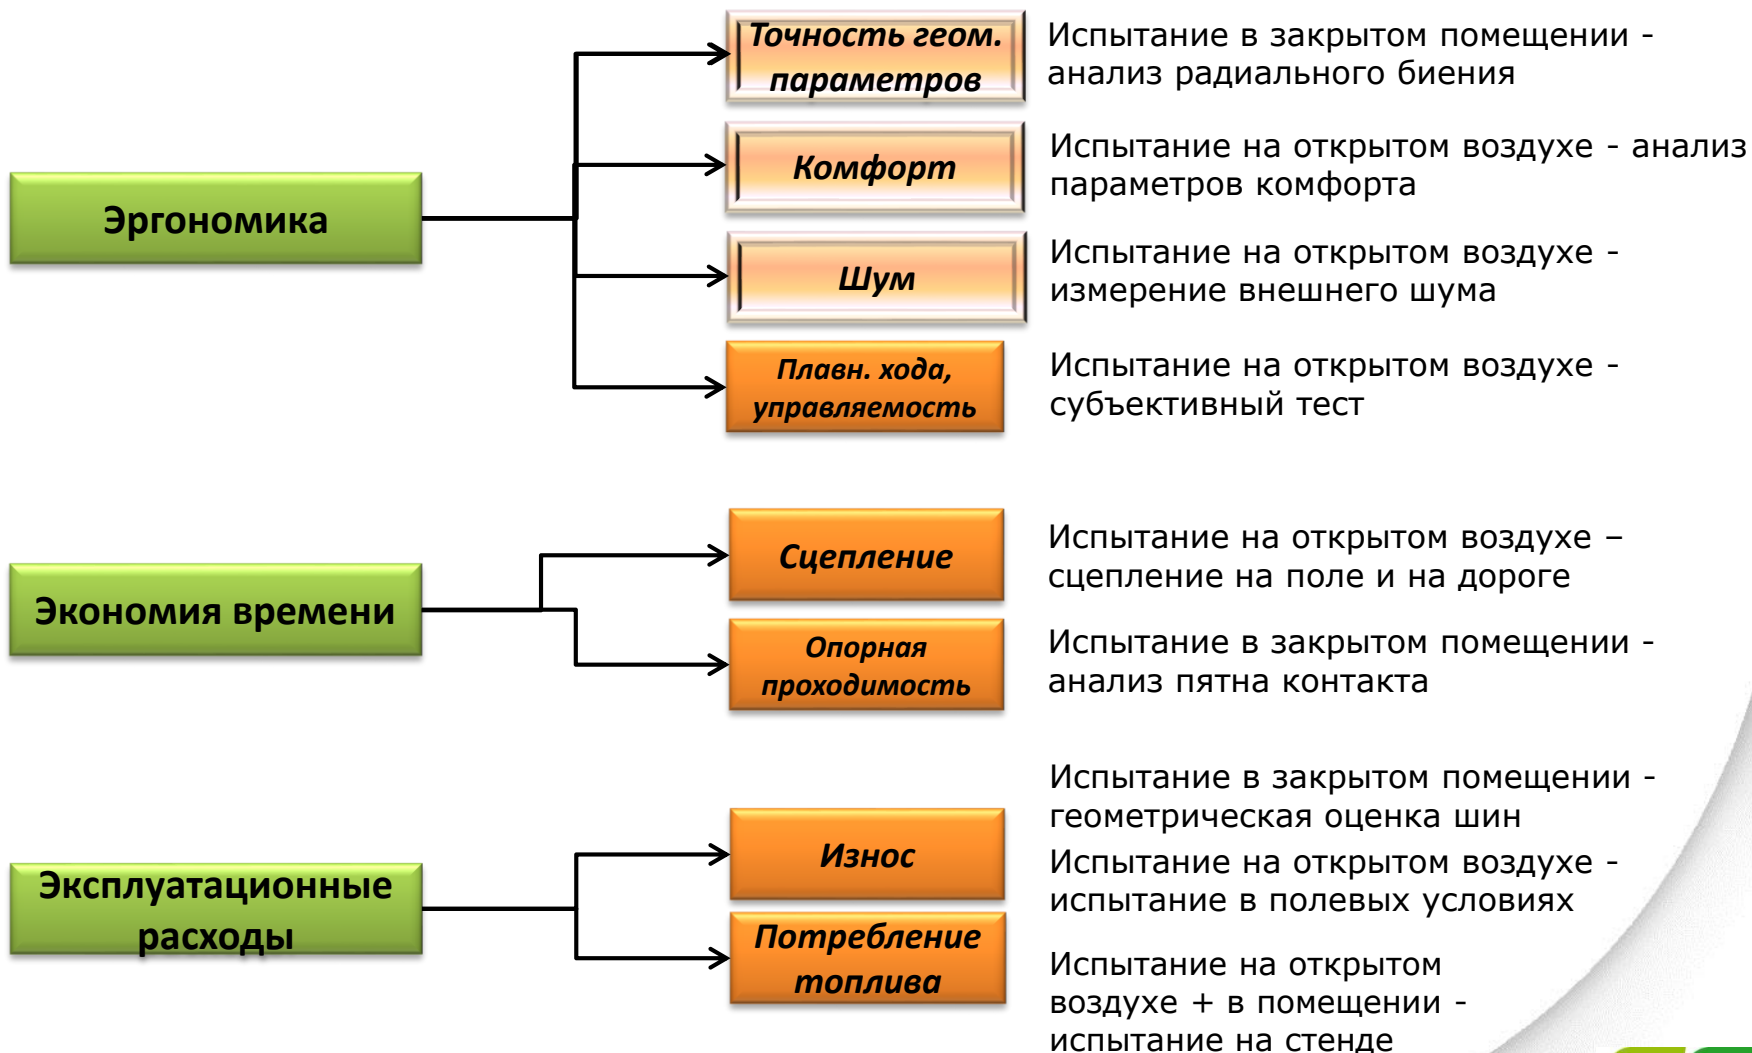 Эргономика
Точность геом.
параметров
Испытание в закрытом помещении -
анализ радиального биения
Комфорт
Испытание на открытом воздухе - анализ
параметров комфорта
Шум
Испытание на открытом воздухе -
измерение внешнего шума
Плавн. хода,
управляемость
Испытание на открытом воздухе -
субъективный тест
Экономия времени
Сцепление
Испытание на открытом воздухе –
сцепление на поле и на дороге
Опорная
проходимость
Испытание в закрытом помещении -
анализ пятна контакта
Эксплуатационные
расходы
Износ
Испытание в закрытом помещении -
геометрическая оценка шин
Испытание на открытом воздухе -
испытание в полевых условиях
Потребление
топлива
Испытание на открытом
воздухе + в помещении -
испытание на стенде